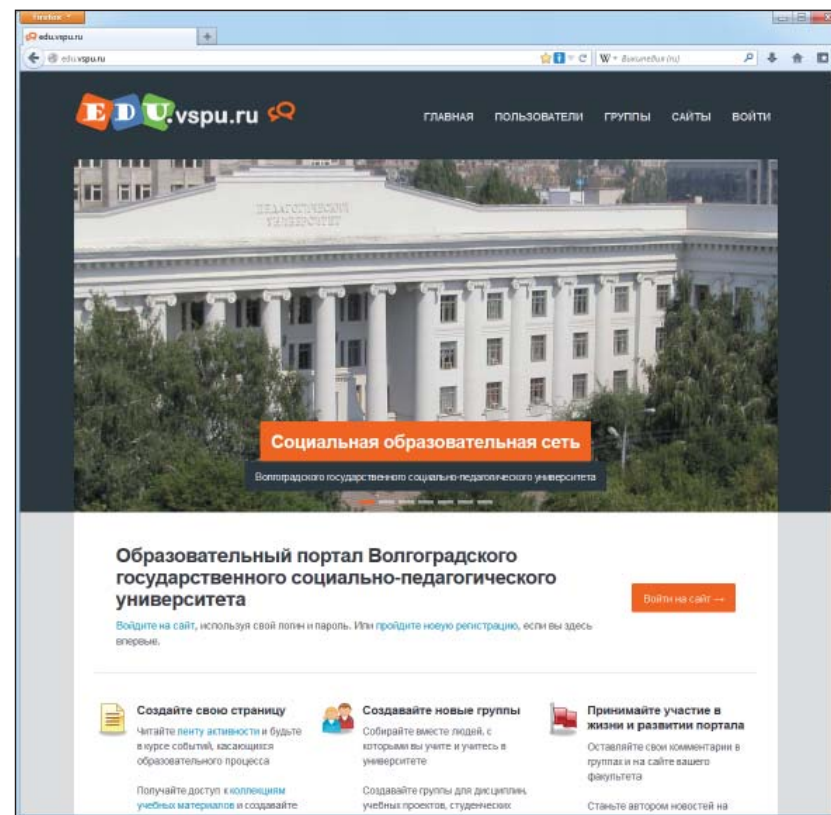 Firefox
edu.vspu.ru
edu.vspu.ru
W Википедия (ru)
EDU.vspu.ru
ГЛАВНАЯ ПОЛЬЗОВАТЕЛИ ГРУППЫ САЙТЫ ВОЙТИ
ПЕДАГОГИЧЕСКИЙ
УНИВЕРСИТЕТ
Социальная образовательная сеть
Волгоградского государственного социально-педагогического университета
Образовательный портал Волгоградского
государственного социально-педагогического
университета
Войти на сайт →
Войдите на сайт, используя свой логин и пароль. Или пройдите новую регистрацию, если вы здесь
впервые.
Создайте свою страницу
Читайте ленту активности и будьте
в курсе событий, касающихся
образовательного процесса
Получайте доступ к коллекциям
учебных материалов и создавайте
Создавайте новые группы
Собирайте вместе людей, с
которыми вы учите и учитесь в
университете
Создавайте группы для дисциплин,
учебных проектов, студенческих
Принимайте участие в
жизни и развитии портала
Оставляйте свои комментарии в
группах и на сайте вашего
факультета
Станьте автором новостей на